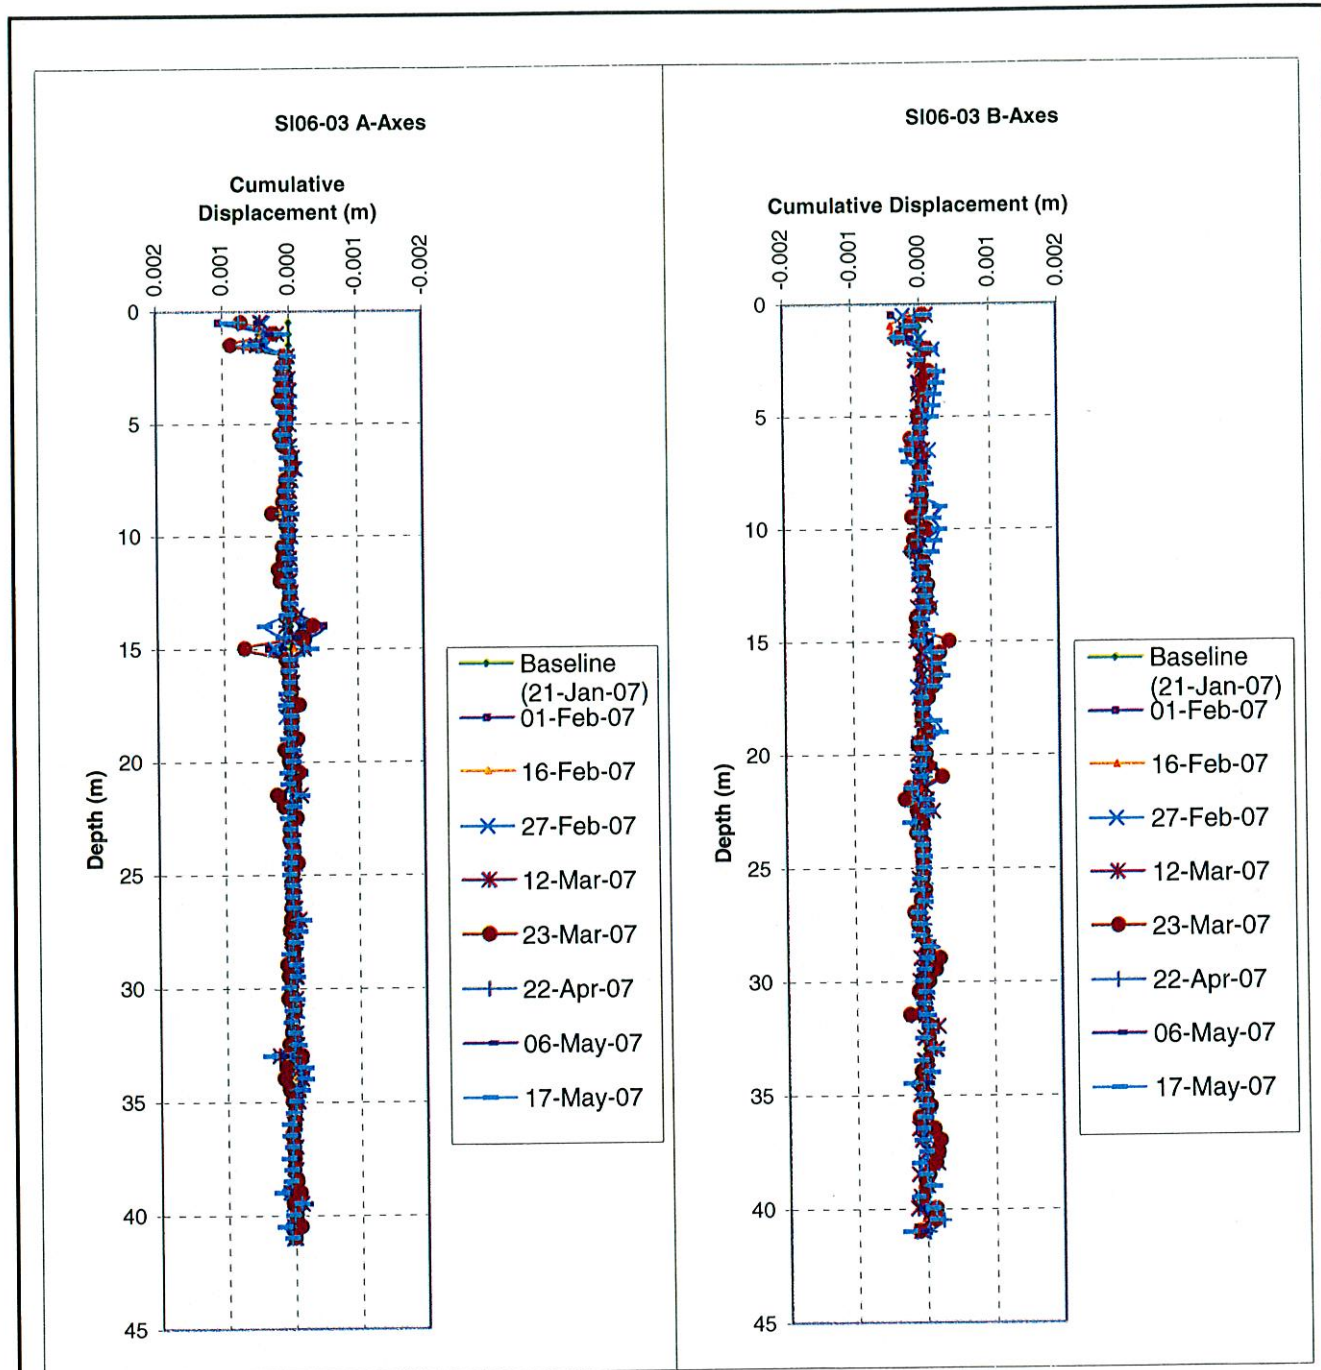 SI06-03 A-Axes
Cumulative
Displacement (m)
0.002
0.001
0.000
-0.001
-0.002
0
5
10
15
20
25
30
35
40
45
Depth (m)
Baseline
(21-Jan-07)
01-Feb-07
16-Feb-07
27-Feb-07
12-Mar-07
23-Mar-07
22-Apr-07
06-May-07
17-May-07
SI06-03 B-Axes
Cumulative Displacement (m)
-0.002
-0.001
0.000
0.001
0.002
0
5
10
15
20
25
30
35
40
45
Depth (m)
Baseline
(21-Jan-07)
01-Feb-07
16-Feb-07
27-Feb-07
12-Mar-07
23-Mar-07
22-Apr-07
06-May-07
17-May-07